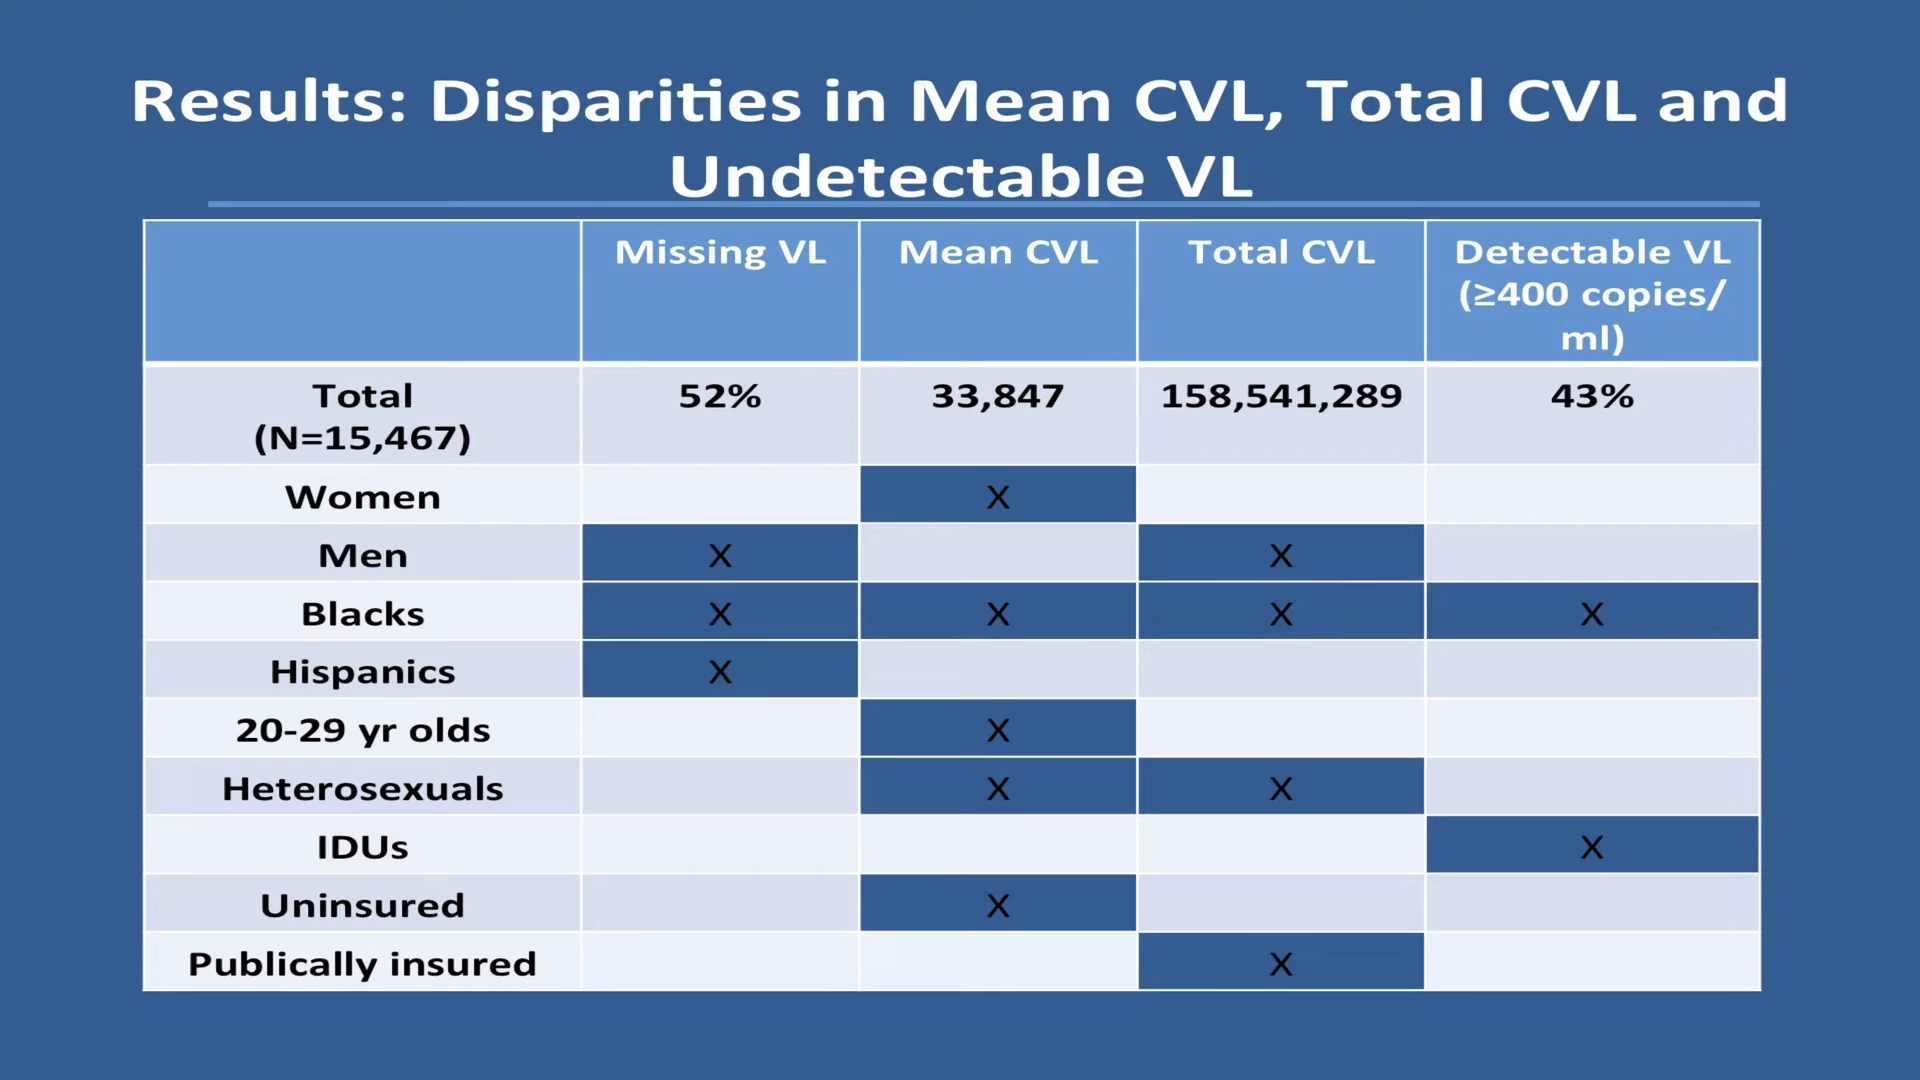 Results: Disparities in Mean CVL, Total CVL and
Undetectable VL
Missing VL Mean CVL Total CVL Detectable VL
(≥400 copies/
ml)
Total 52% 33,847 158,541,289 43%
(N=15,467)
Women X
Men X X
Blacks X X X X
Hispanics X
20-29 yr olds X
Heterosexuals X X
IDUs X
Uninsured X
Publically insured X